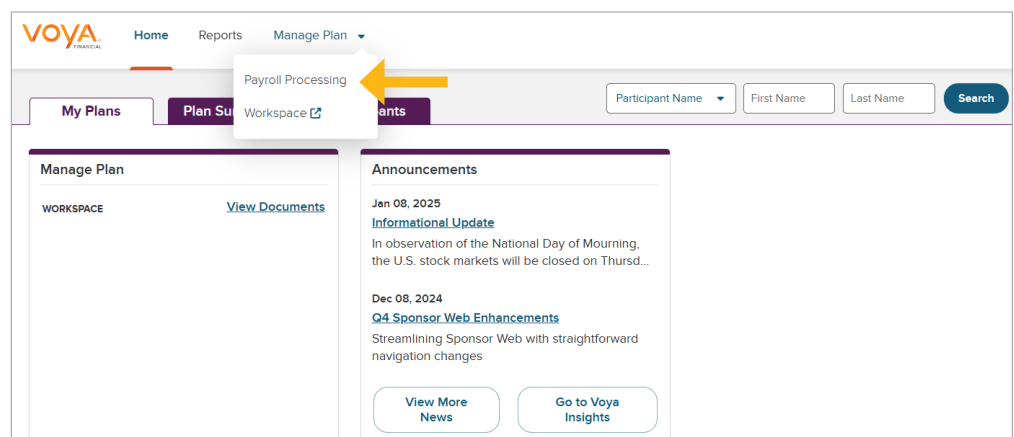 VOYA
FINANCIAL
Home
Reports
Manage Plan
Payroll Processing
Workspace
My Plans
Plan Su
ants
Participant Name
First Name
Last Name
Search
Manage Plan
WORKSPACE
View Documents
Announcements
Jan 08, 2025
Informational Update
In observation of the National Day of Mourning,
the U.S. stock markets will be closed on Thursd...
Dec 08, 2024
Q4 Sponsor Web Enhancements
Streamlining Sponsor Web with straightforward
navigation changes
View More
News
Go to Voya
Insights